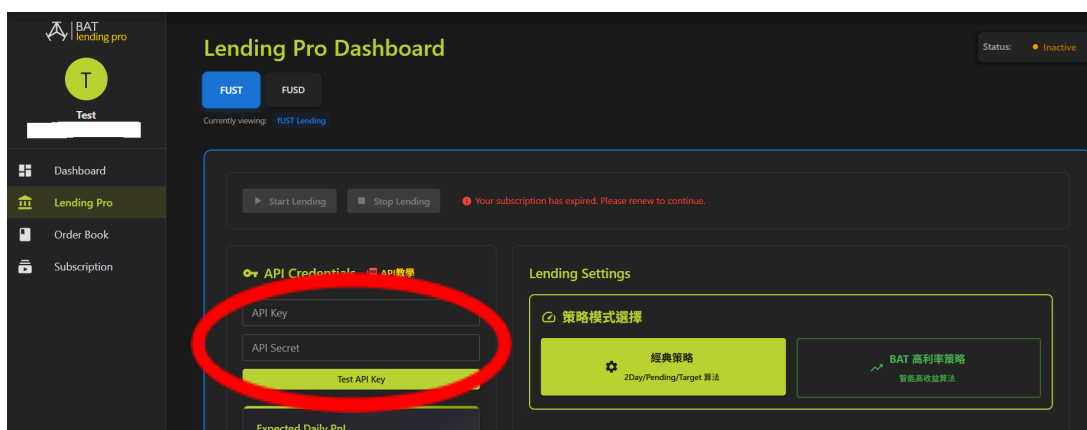 BAT
lending pro
T
Test
Dashboard
Lending Pro
Order Book
Subscription
Lending Pro Dashboard
Status: Inactive
FUST FUSD
Currently viewing: fUST Lending
Start Lending Stop Lending Your subscription has expired. Please renew to continue.
API Credentials API教學
API Key
API Secret
Test API Key
Expected Daily PnL
Lending Settings
策略模式選擇
經典策略
2Day/Pending/Target 算法
BAT 高利率策略
智能高收益算法